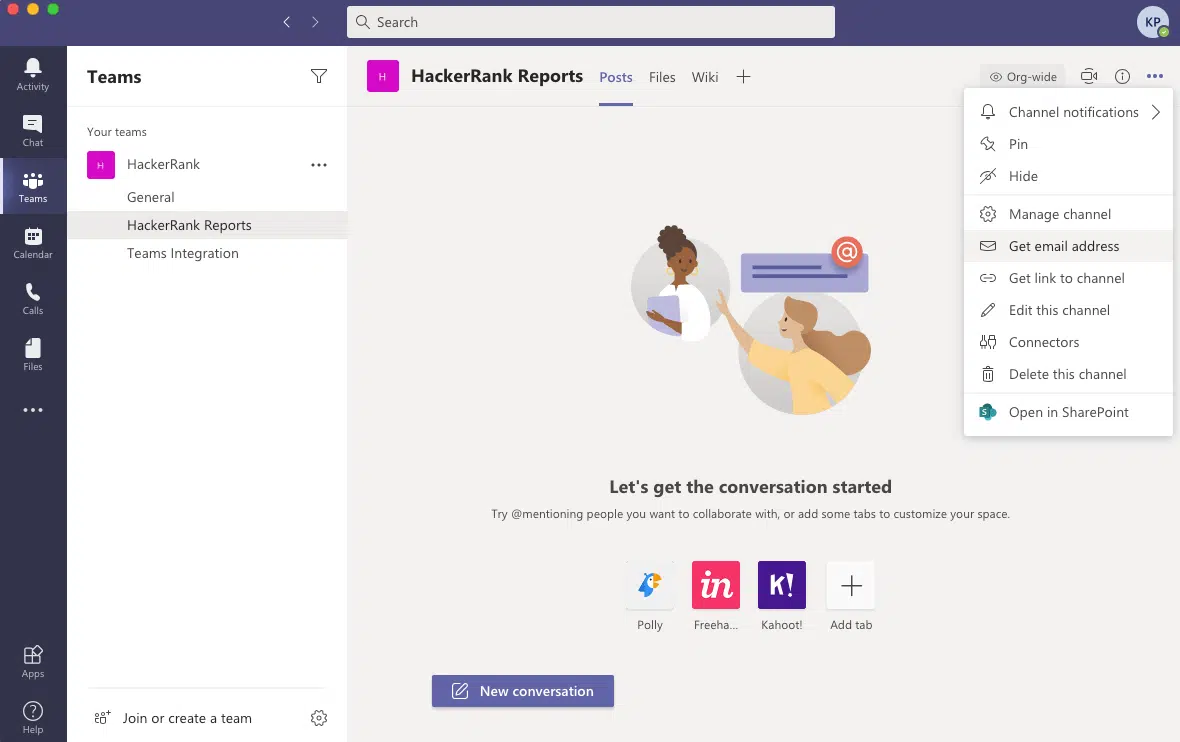 Search
KP
Activity
Chat
Teams
Calendar
Calls
Files
Apps
Help
Teams
Your teams
H
HackerRank
General
HackerRank Reports
Teams Integration
Join or create a team
H
HackerRank Reports
Posts
Files
Wiki
Org-wide
Channel notifications
Pin
Hide
Manage channel
Get email address
Get link to channel
Edit this channel
Connectors
Delete this channel
S
Open in SharePoint
@
Let's get the conversation started
Try @mentioning people you want to collaborate with, or add some tabs to customize your space.
in
K!
Polly
Freeha...
Kahoot!
Add tab
New conversation